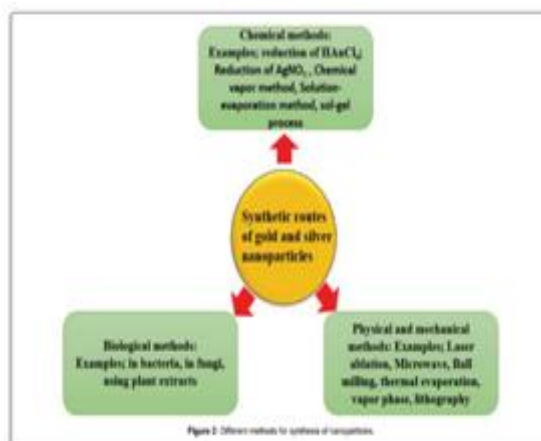 Chemical methods:
Examples; reduction of HAuCl₄;
Reduction of AgNO₃, Chemical
vapor method, Solution-
evaporation method, sol-gel
process
Synthetic routes
of gold and silver
nanoparticles
Biological methods:
Examples; in bacteria, in fungi,
using plant extracts
Physical and mechanical
methods: Examples; Laser
ablation, Microwave, Ball
milling, thermal evaporation,
vapor phase, lithography
Figure 2: Different methods for synthesis of nanoparticles.